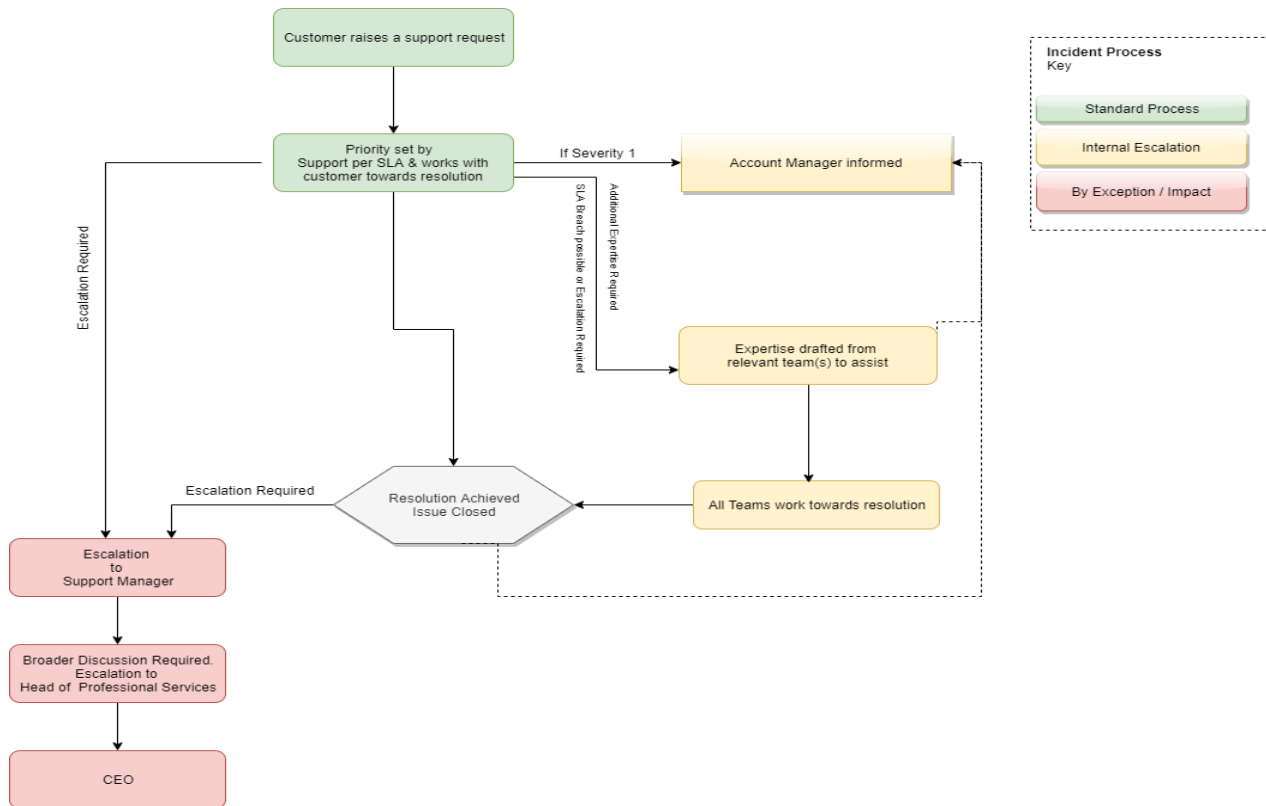 Customer raises a support request
Incident Process
Key
Standard Process
Internal Escalation
By Exception / Impact
Priority set by
Support per SLA & works with
customer towards resolution
If Severity 1
Account Manager informed
Escalation Required
Additional Expertise Required
SLA Breach possible or Escalation Required
Expertise drafted from
relevant team(s) to assist
All Teams work towards resolution
Resolution Achieved
Issue Closed
Escalation Required
Escalation
to
Support Manager
Broader Discussion Required.
Escalation to
Head of Professional Services
CEO